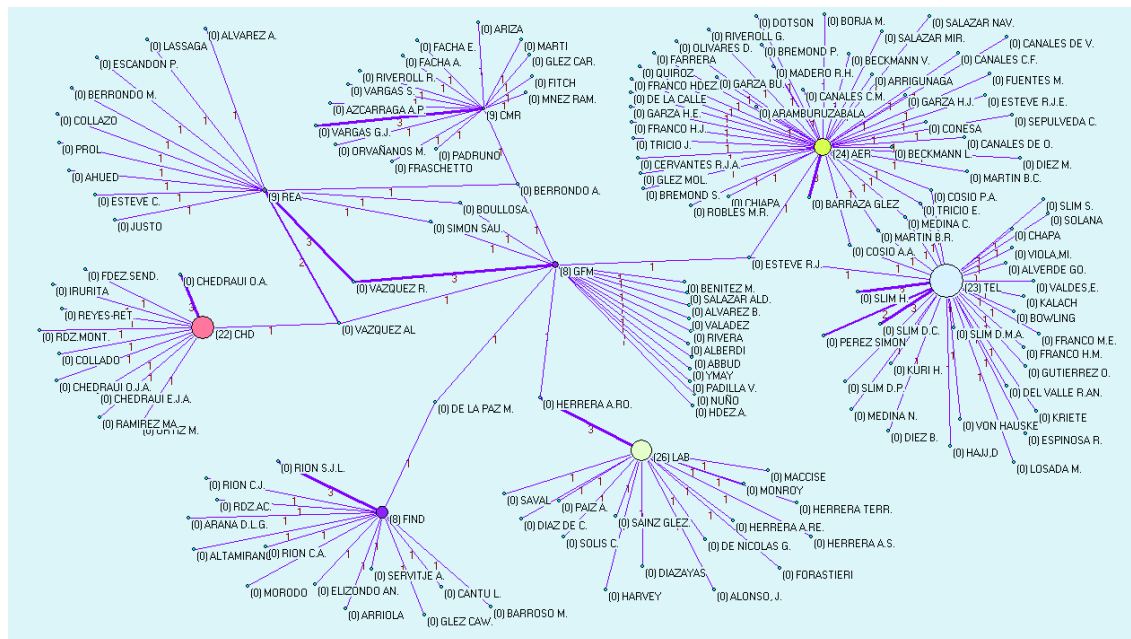 (0) ALVAREZ A.
(0) LASSAGA
(0) ESCANDON P.
(0) BERRONDO M.
(0) COLLAZO
(0) PROL
(0) AHUED
(0) ESTEVE C.
(0) JUSTO
(9) REA
(0) ARIZA
(0) FACHA E.
(0) MARTI
(0) FACHA A.
(0) GLEZ CAR.
(0) RIVEROLL R.
(0) FITCH
(0) VARGAS S.
(0) MNEZ RAM.
(0) AZCARRAGA A.P.
(9) CMR
(0) VARGAS G.J.
(0) ORVAÑANOS M.
(0) PADRUNO
(0) FRASCHETTO
(0) BERRONDO A.
(0) BOULLOSA
(0) SIMON SAU.
(0) DOTSON
(0) BORJA M.
(0) SALAZAR NAV.
(0) RIVEROLL G.
(0) SALAZAR MIR.
(0) OLIVARES D.
(0) BREMOND P.
(0) CANALES DE V.
(0) FARRERA
(0) BECKMANN V.
(0) CANALES C.F.
(0) QUIROZ
(0) MADERO R.H.
(0) FRANCO HDEZ.
(0) GARZA BU.
(0) ARRIGUNAGA
(0) FUENTES M.
(0) DE LA CALLE
(0) CANALES C.M.
(0) GARZA H.J.
(0) ESTEVE R.J.E.
(0) GARZA H.E.
(0) ARAMBURUZABALA
(0) SEPULVEDA C.
(0) FRANCO H.J.
(0) CONESA
(0) TRICIO J.
(24) AER
(0) CANALES DE O.
(0) CERVANTES R.J.A.
(0) BECKMANN L.
(0) DIEZ M.
(0) GLEZ MOL.
(0) MARTIN B.C.
(0) BREMOND S.
(0) CHIAPA
(0) BARRAZA GLEZ
(0) ROBLES M.R.
(0) COSIO P.A.
(0) TRICIO E.
(0) MEDINA C.
(0) MARTIN B.R.
(0) COSIO A.A.
(0) ESTEVE R.J.
(0) SLIM S.
(0) SOLANA
(0) CHAPA
(0) VIOLA,MI.
(0) ALVERDE GO.
(0) VALDES,E.
(23) TEL
(0) SLIM H.
(0) KALACH
(0) BOWLING
(0) SLIM D.C.
(0) SLIM D.M.A.
(0) PEREZ SIMON
(0) FRANCO M.E.
(0) FRANCO H.M.
(0) KURI H.
(0) GUTIERREZ O.
(0) SLIM D.P.
(0) DEL VALLE R.AN.
(0) MEDINA N.
(0) VON HAUSKE
(0) KRIETE
(0) DIEZ B.
(0) ESPINOSA R.
(0) HAJJ,D
(0) LOSADA M.
(8) GFM
(0) VAZQUEZ R.
(0) VAZQUEZ AL
(0) BENITEZ M.
(0) SALAZAR ALD.
(0) ALVAREZ B.
(0) VALADEZ
(0) RIVERA
(0) ALBERDI
(0) ABBUD
(0) YMAY
(0) PADILLA V.
(0) NUÑO
(0) HDEZ.A.
(0) FDEZ.SEND.
(0) CHEDRAUI O.A.
(0) IRURITA
(0) REYES-RET
(0) RDZ.MONT.
(22) CHD
(0) COLLADO
(0) CHEDRAUI O.J.A.
(0) CHEDRAUI E.J.A.
(0) RAMIREZ MA.
(0) ORTIZ M.
(0) DE LA PAZ M.
(0) HERRERA A.RO.
(0) RION S.J.L.
(0) RION C.J.
(0) RDZ.AC.
(0) ARANA D.L.G.
(8) FIND
(0) ALTAMIRANO
(0) RION C.A.
(0) SERVITJE A.
(0) MORODO
(0) ELIZONDO AN.
(0) CANTU L.
(0) ARRIOLA
(0) BARROSO M.
(0) GLEZ CAW.
(26) LAB
(0) MACCISE
(0) MONROY
(0) SAVAL
(0) PAIZ A.
(0) HERRERA TERR.
(0) DIAZ DE C.
(0) SAINZ GLEZ.
(0) HERRERA A.RE.
(0) SOLIS C.
(0) DE NICOLAS G.
(0) HERRERA A.S.
(0) DIAZAYAS
(0) FORASTIERI
(0) HARVEY
(0) ALONSO, J.